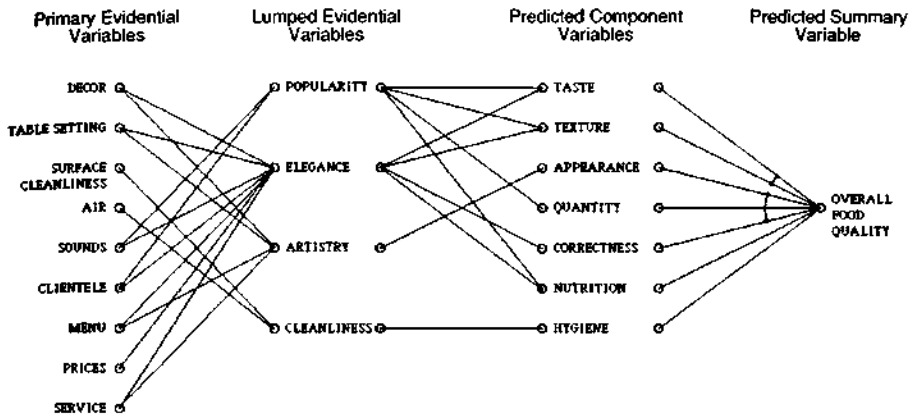 Primary Evidential
Variables
Lumped Evidential
Variables
Predicted Component
Variables
Predicted Summary
Variable
DECOR
TABLE SETTING
SURFACE
CLEANLINESS
AIR
SOUNDS
CLIENTELE
MENU
PRICES
SERVICE
POPULARITY
ELEGANCE
ARTISTRY
CLEANLINESS
TASTE
TEXTURE
APPEARANCE
QUANTITY
CORRECTNESS
NUTRITION
HYGIENE
OVERALL
FOOD
QUALITY